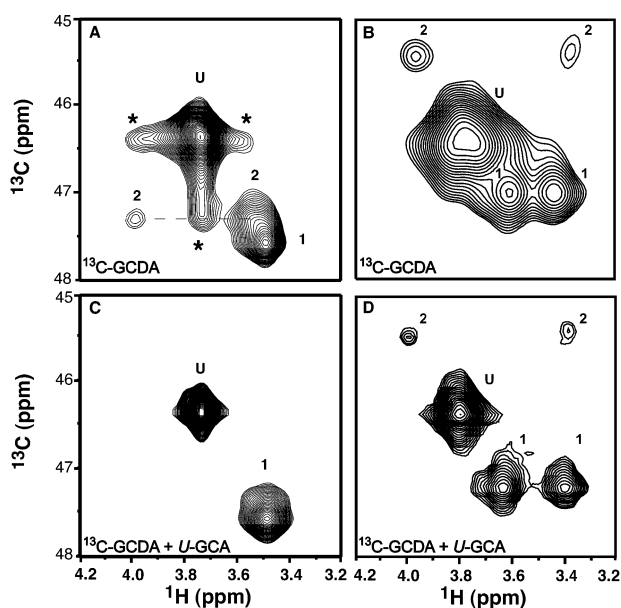 45
A
B
2
2
U
U
46
*
*
2
1
1
47
2
*
1
¹³C (ppm)
48
¹³C-GCDA
¹³C-GCDA
45
C
D
2
2
U
U
46
1
1
1
47
¹³C (ppm)
48
¹³C-GCDA + U-GCA
¹³C-GCDA + U-GCA
4.2 4.0 3.8 3.6 3.4 3.2
4.0 3.8 3.6 3.4 3.2
¹H (ppm)
¹H (ppm)